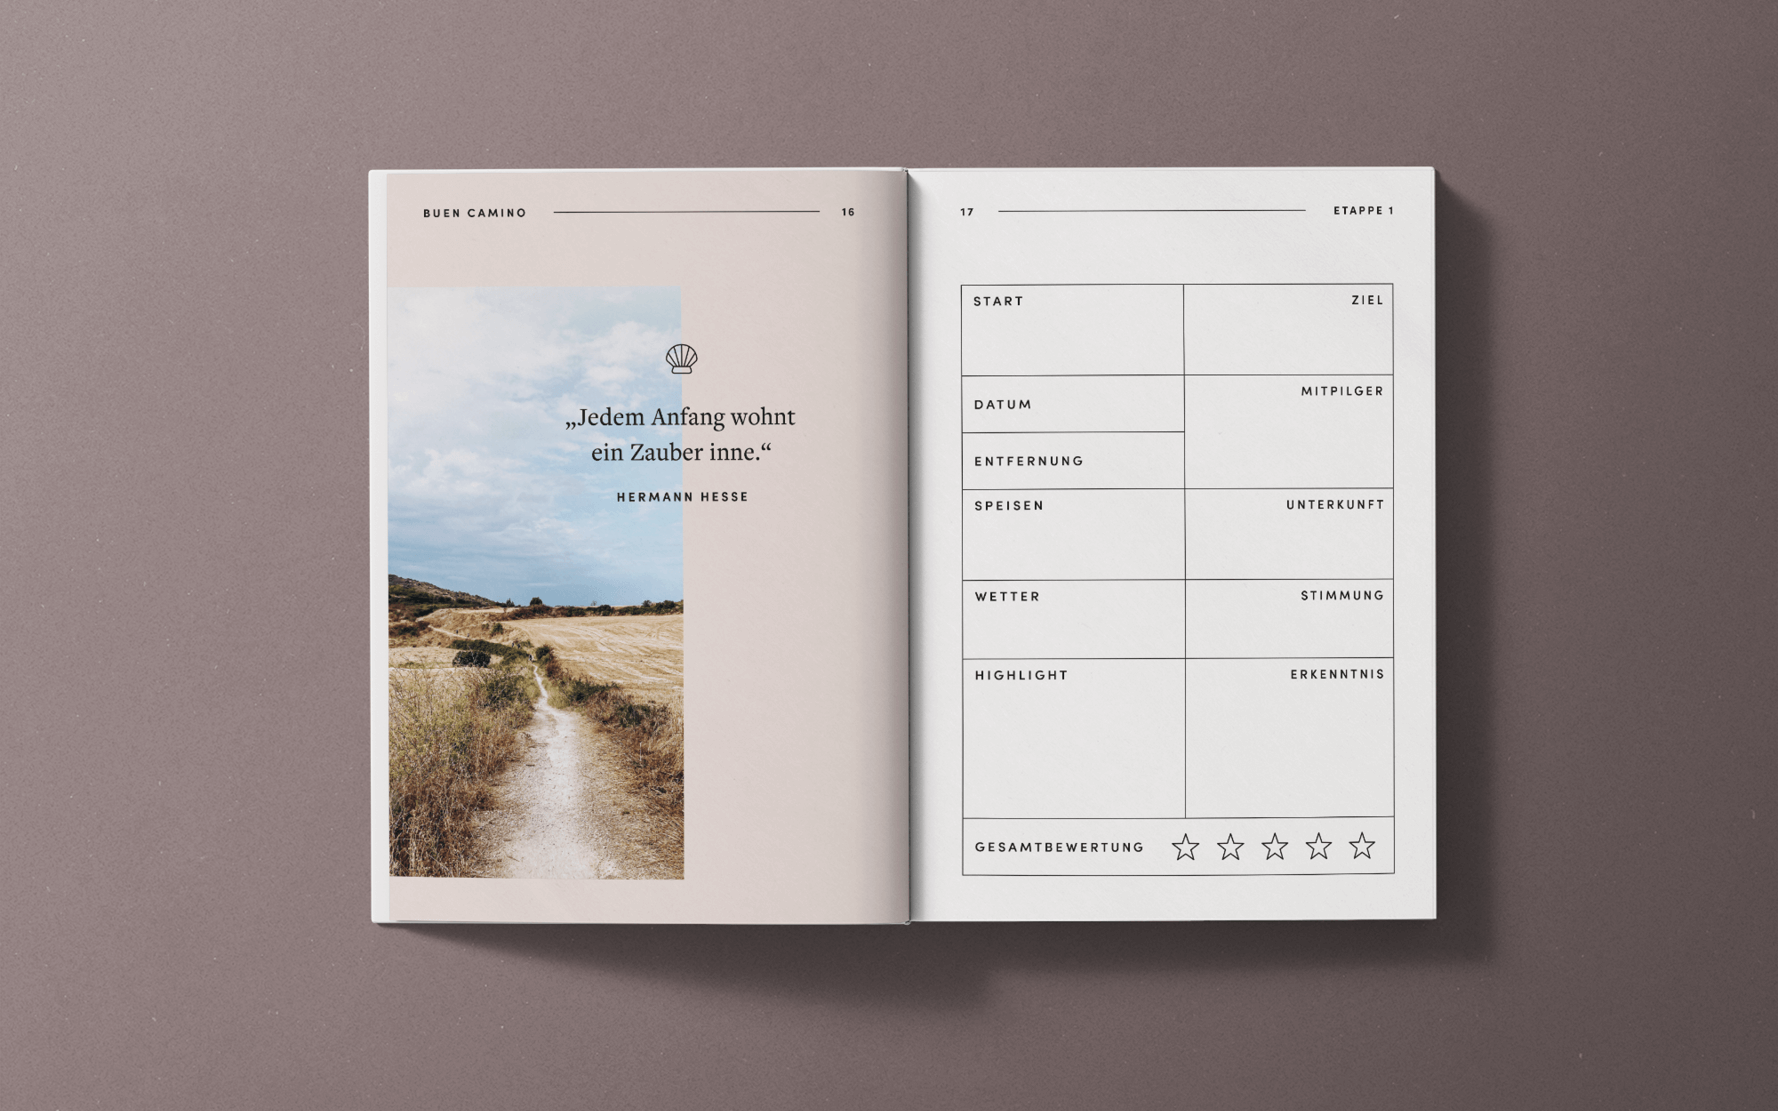 BUEN CAMINO 16
„Jedem Anfang wohnt
ein Zauber inne.“
HERMANN HESSE
17 ETAPPE 1
START ZIEL
DATUM MITPILGER
ENTFERNUNG
SPEISEN UNTERKUNFT
WETTER STIMMUNG
HIGHLIGHT ERKENNTNIS
GESAMTBEWERTUNG